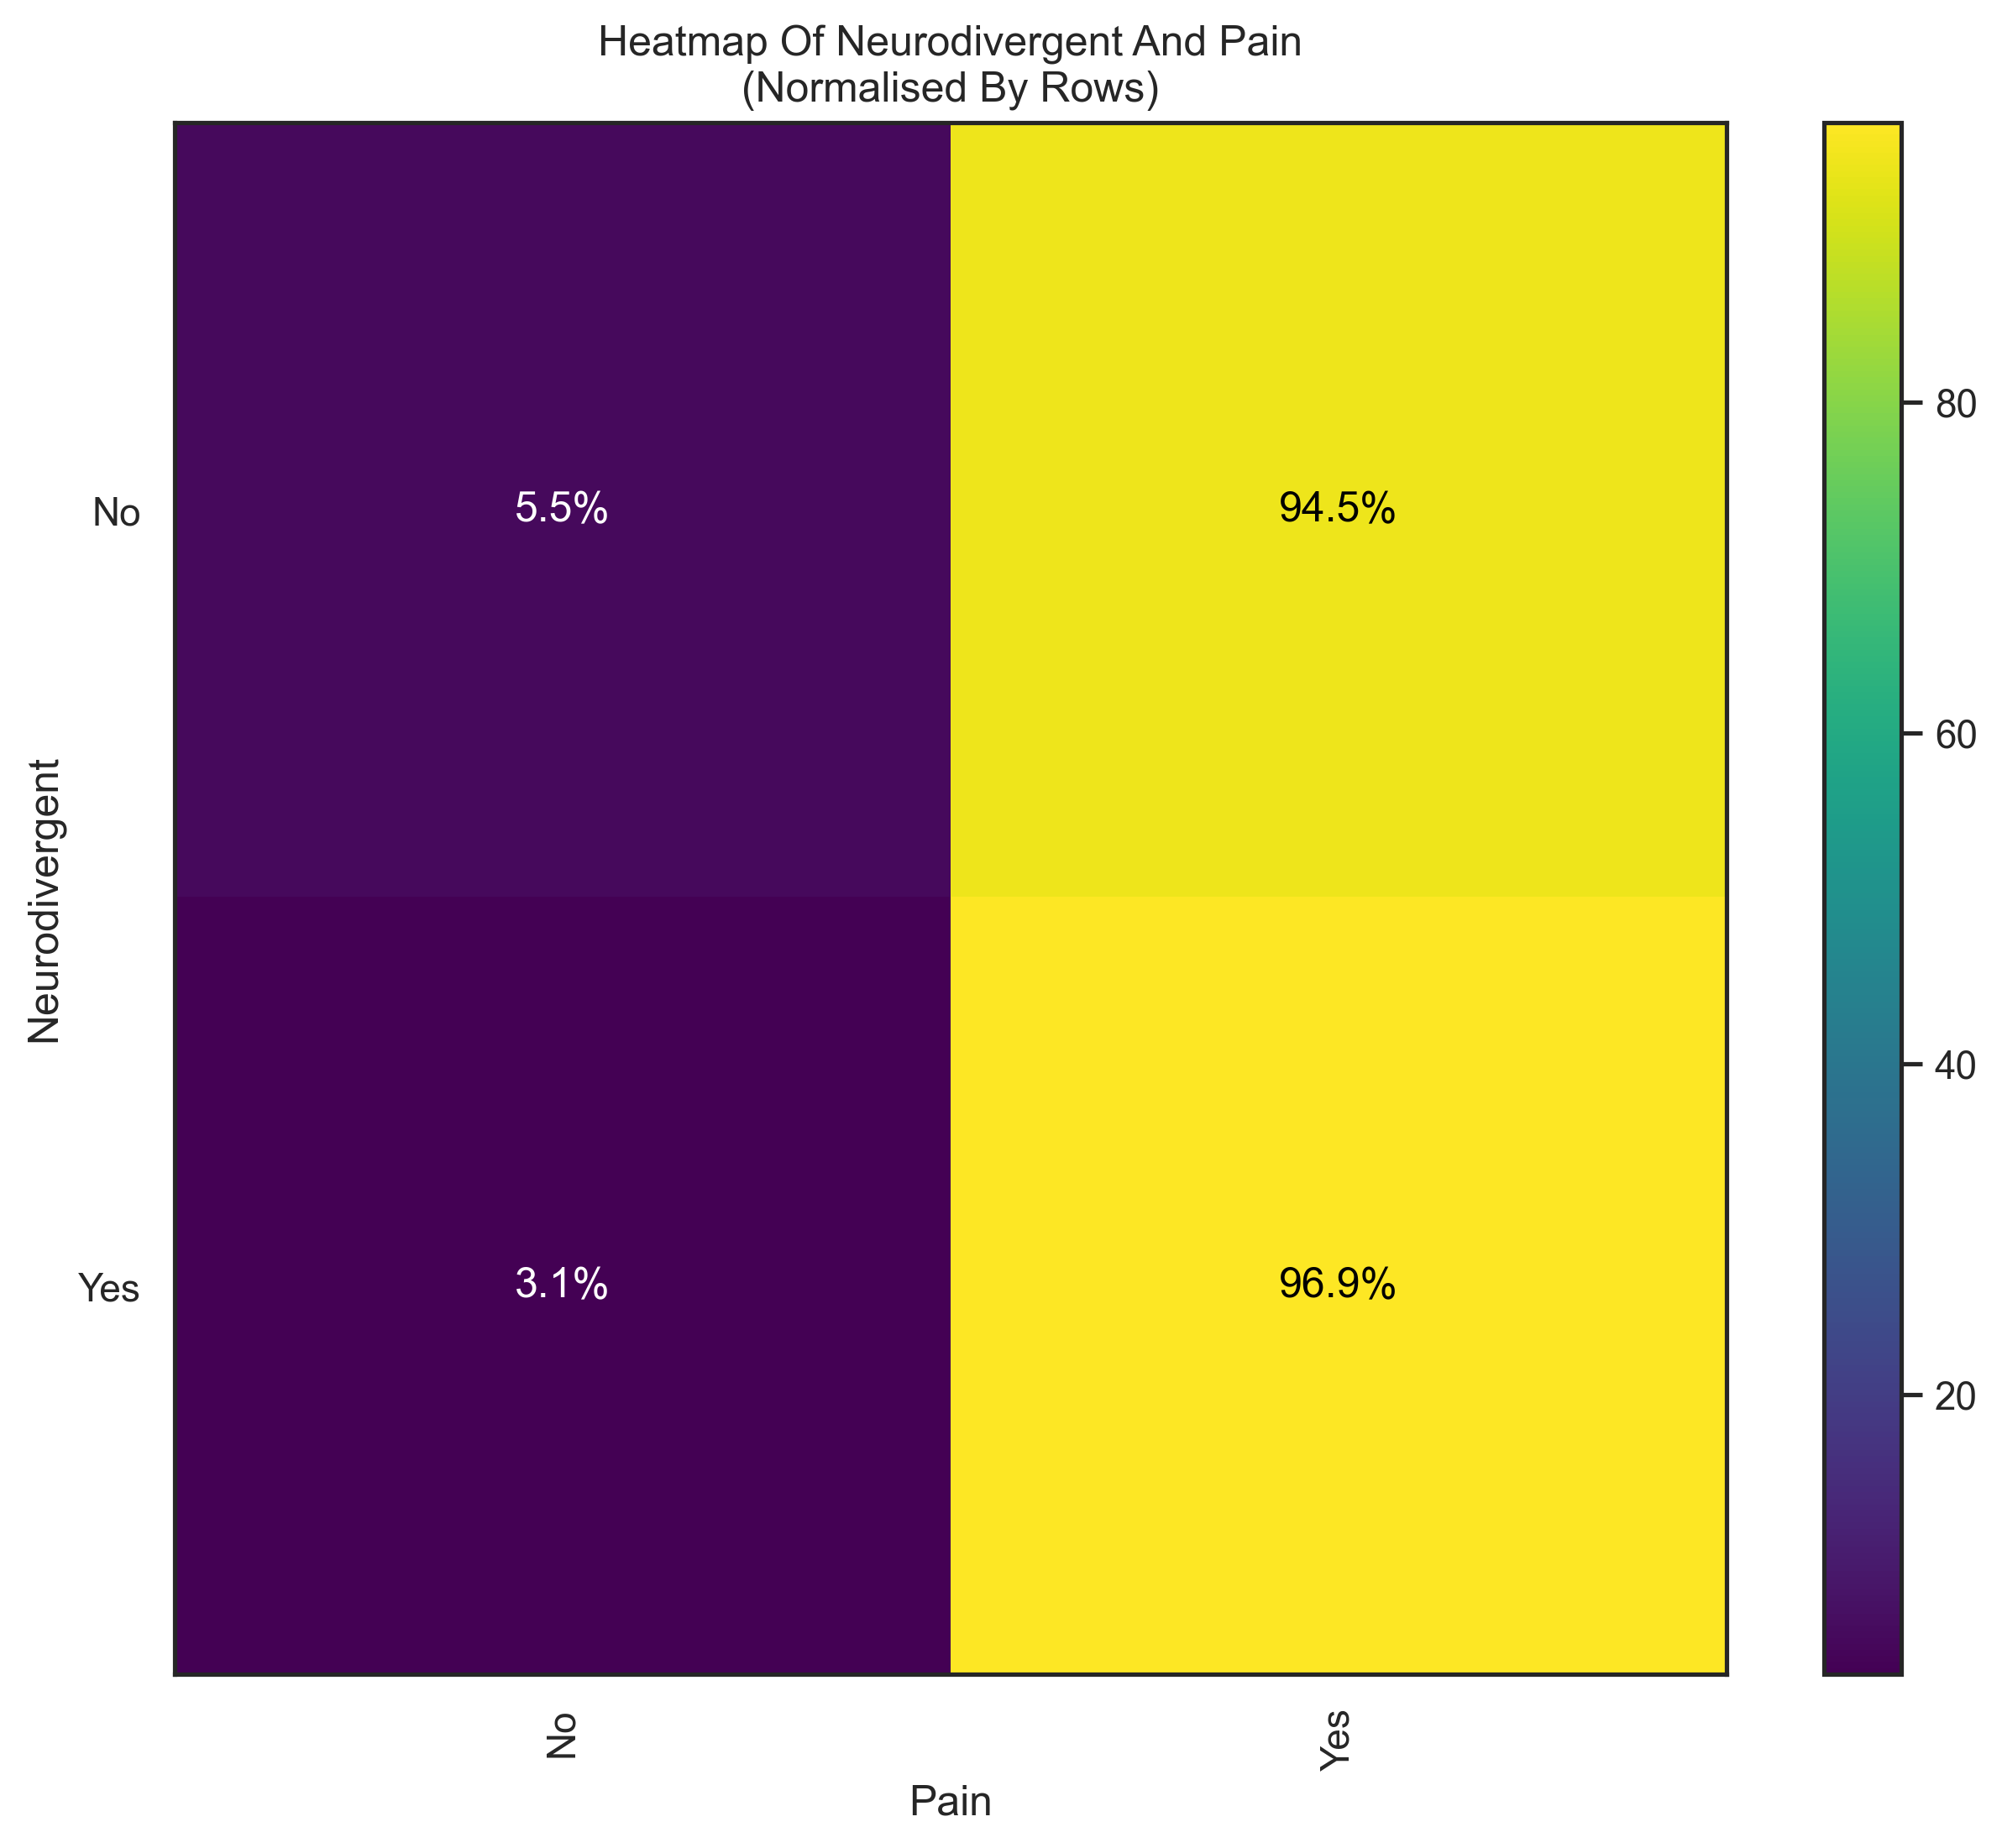 Heatmap Of Neurodivergent And Pain
(Normalised By Rows)
5.5%
94.5%
3.1%
96.9%
No
Yes
Neurodivergent
No
Yes
Pain
80
60
40
20